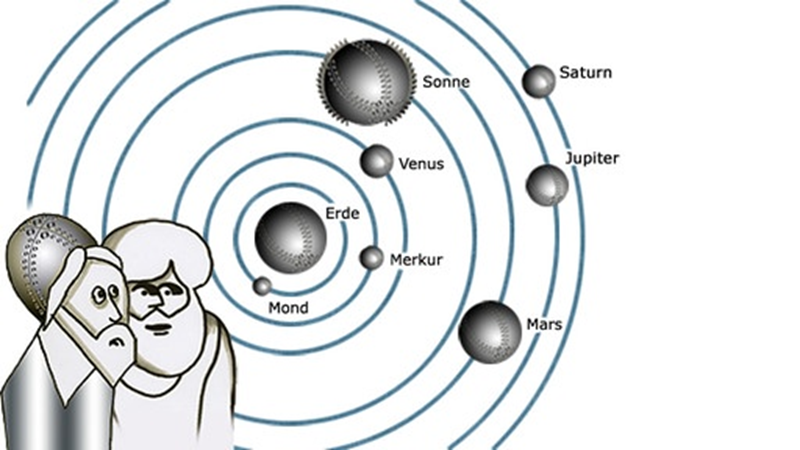 Saturn
Sonne
Jupiter
Venus
Erde
Merkur
Mond
Mars